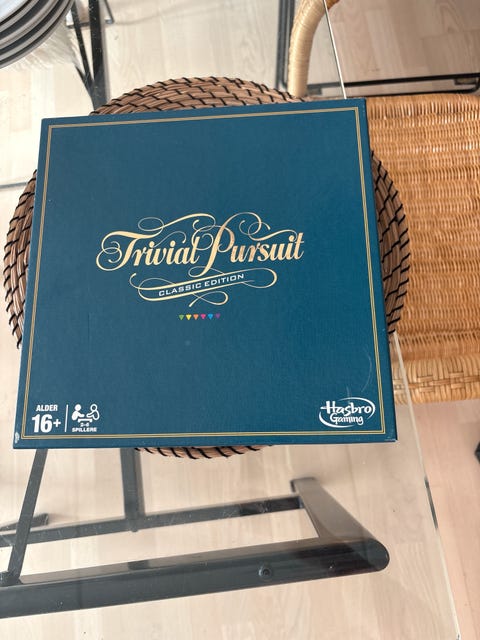 Trivial Pursuit
CLASSIC EDITION
ALDER
16+
2-6
SPILLERE
Hasbro
Gaming